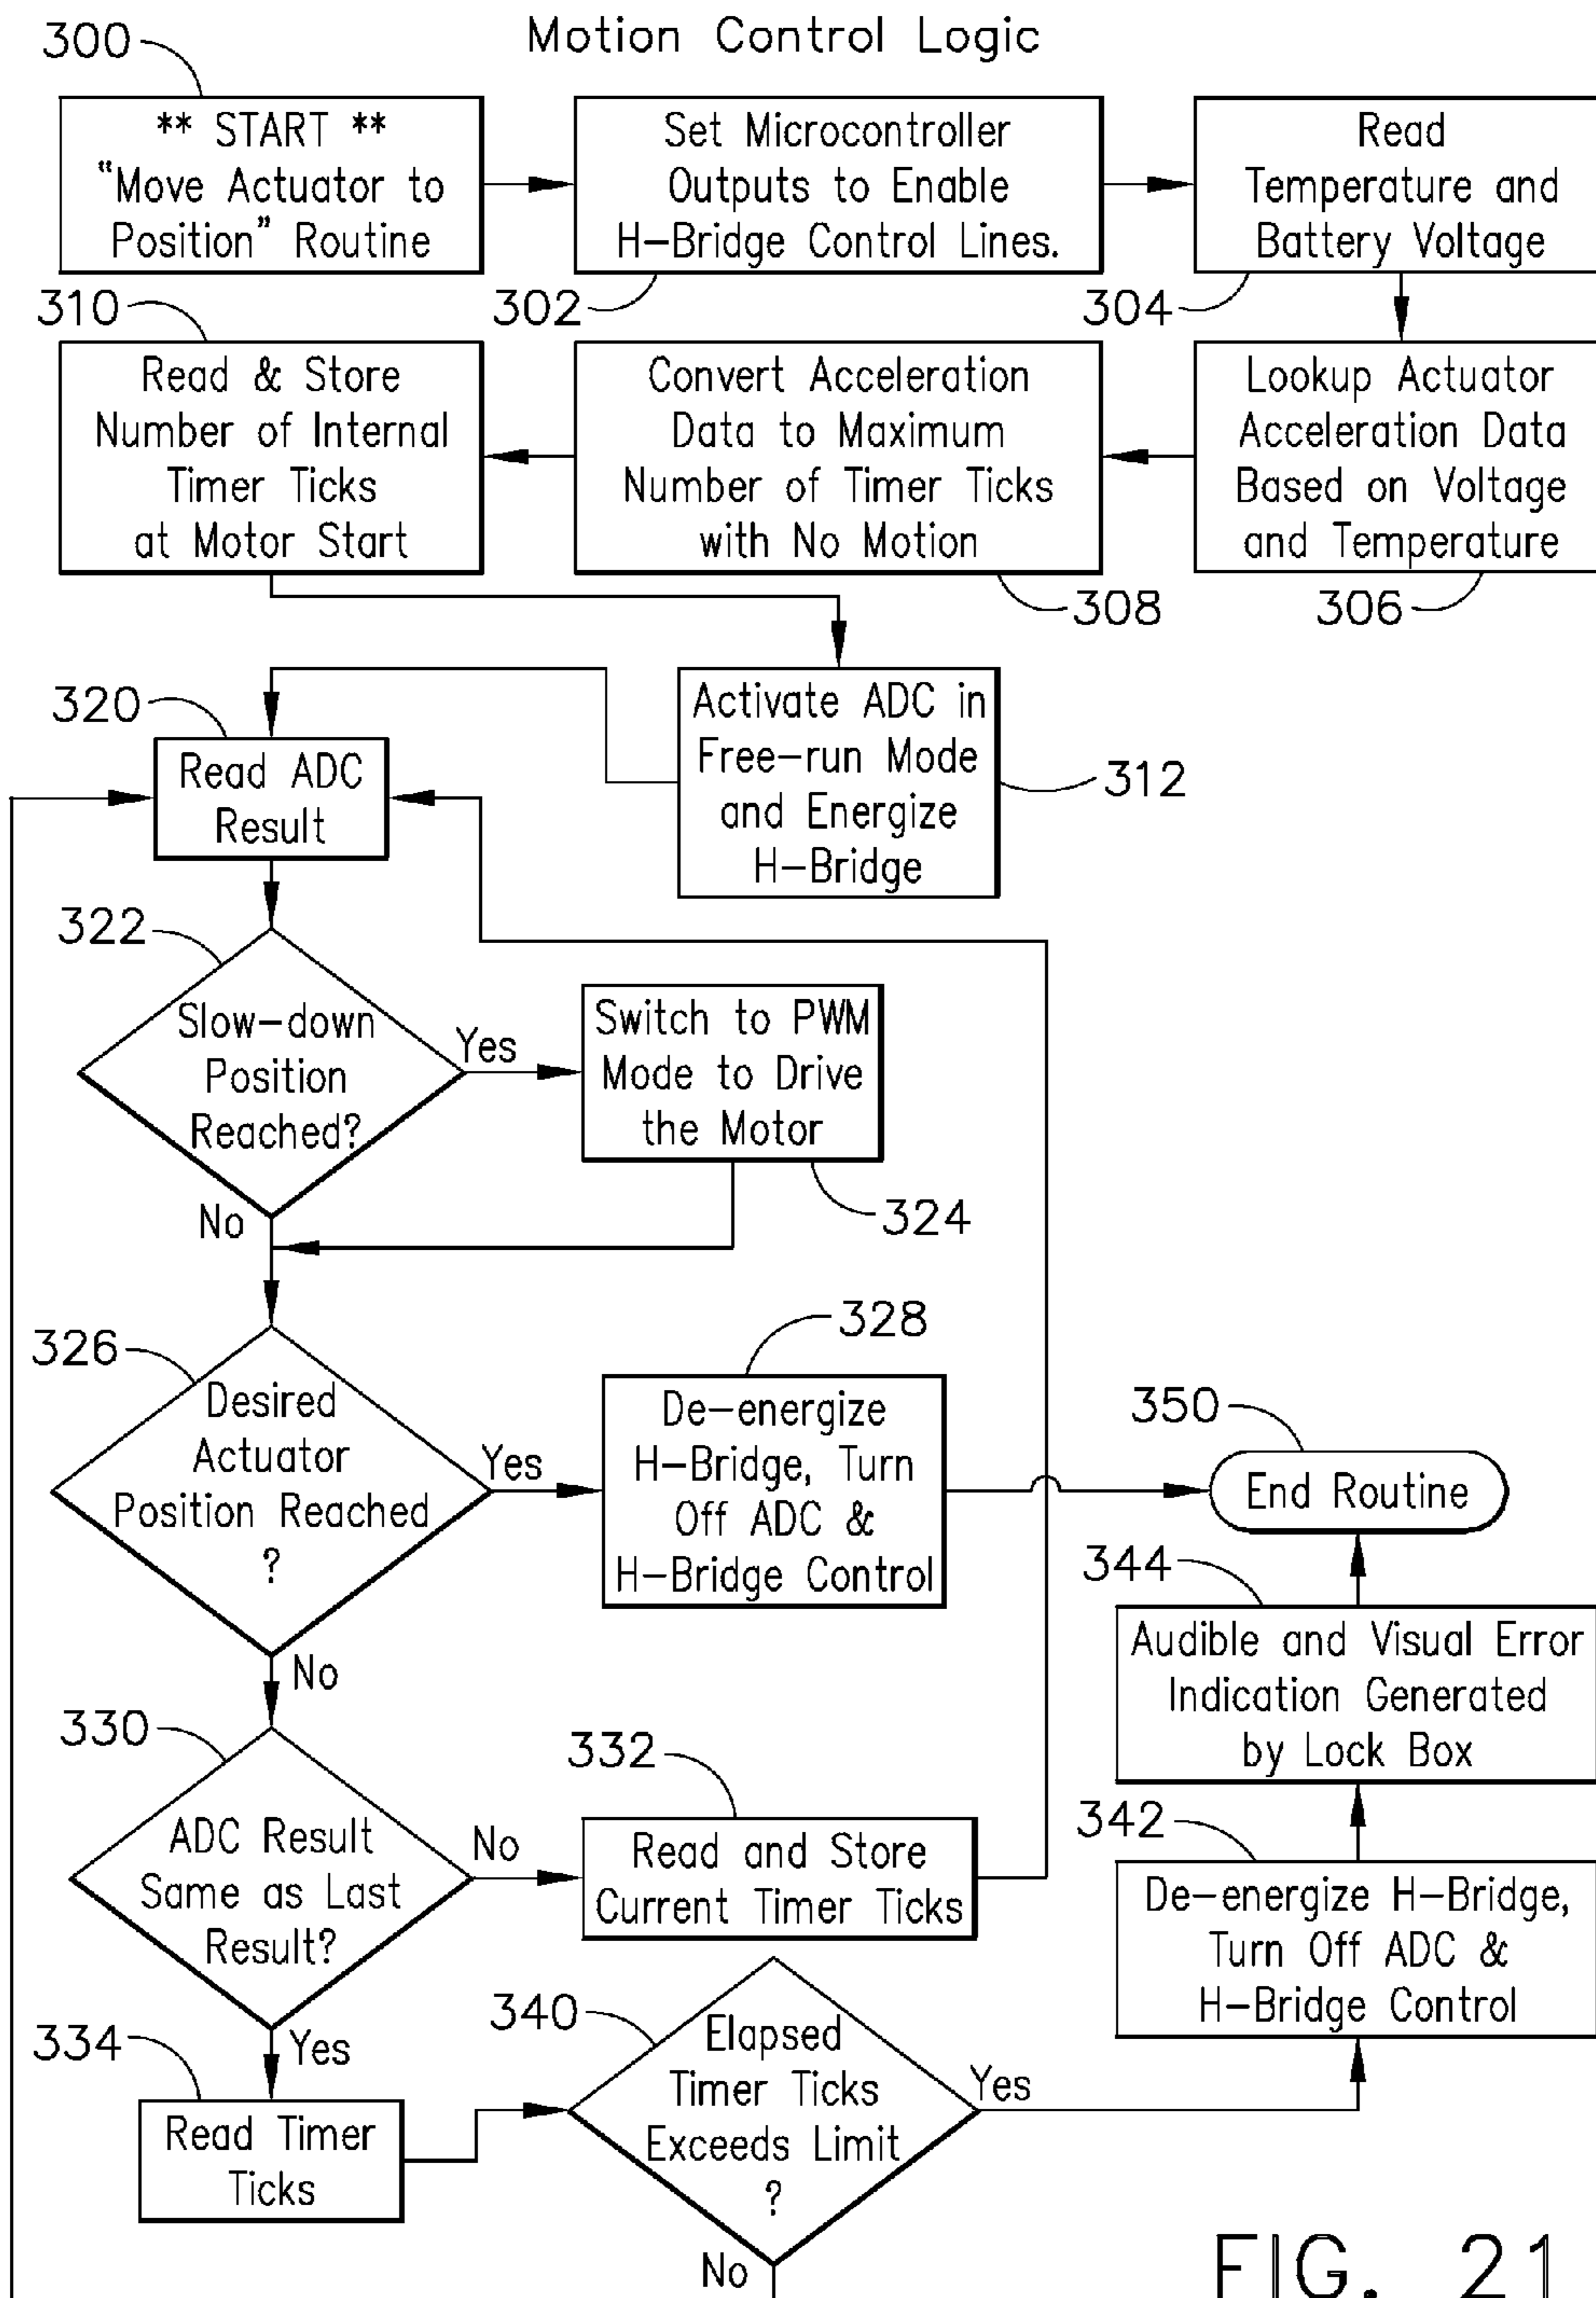 Motion Control Logic
300
** START **
"Move Actuator to
Position" Routine
Set Microcontroller
Outputs to Enable
H-Bridge Control Lines.
302
Read
Temperature and
Battery Voltage
304
310
Read & Store
Number of Internal
Timer Ticks
at Motor Start
Convert Acceleration
Data to Maximum
Number of Timer Ticks
with No Motion
308
Lookup Actuator
Acceleration Data
Based on Voltage
and Temperature
306
Activate ADC in
Free-run Mode
and Energize
H-Bridge
312
320
Read ADC
Result
322
Slow-down
Position
Reached?
Yes
No
Switch to PWM
Mode to Drive
the Motor
324
326
Desired
Actuator
Position Reached
?
Yes
No
328
De-energize
H-Bridge, Turn
Off ADC &
H-Bridge Control
350
End Routine
344
Audible and Visual Error
Indication Generated
by Lock Box
330
ADC Result
Same as Last
Result?
No
Yes
332
Read and Store
Current Timer Ticks
342
De-energize H-Bridge,
Turn Off ADC &
H-Bridge Control
334
Read Timer
Ticks
340
Elapsed
Timer Ticks
Exceeds Limit
?
Yes
No
FIG. 21